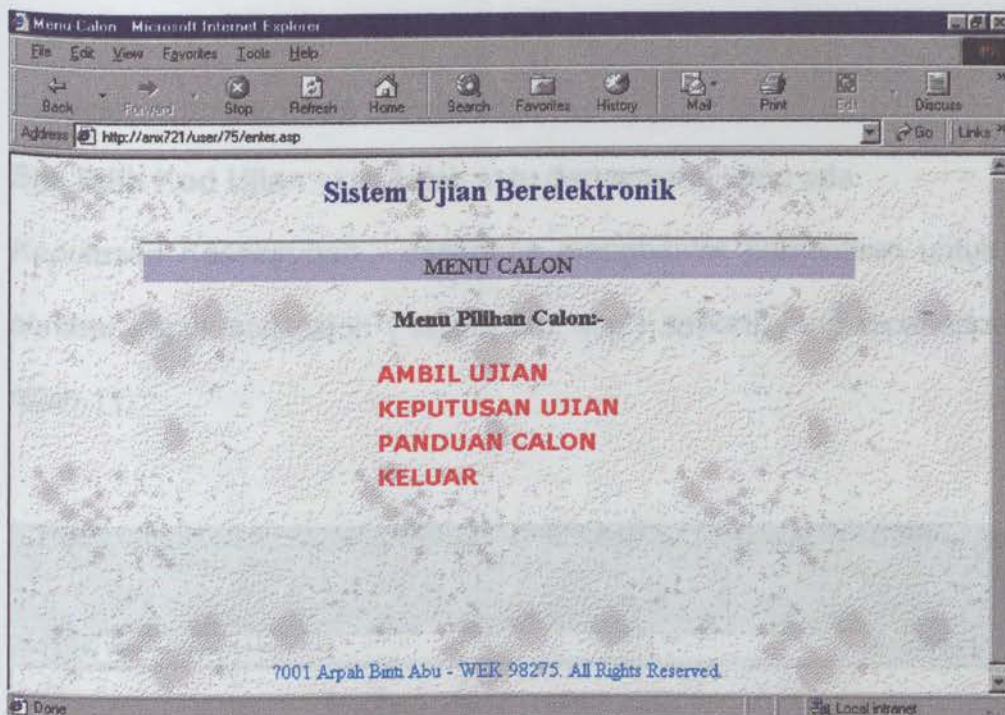 Menu Calon - Microsoft Internet Explorer
File Edit View Favorites Tools Help
Back Forward Stop Refresh Home Search Favorites History Mail Print Edit Discuss
Address http://anx721/user/75/enter.asp Go Links
Sistem Ujian Berelektronik
MENU CALON
Menu Pilihan Calon:-
AMBIL UJIAN
KEPUTUSAN UJIAN
PANDUAN CALON
KELUAR
7001 Arpah Binti Abu - WEK 98275. All Rights Reserved.
Done Local intranet